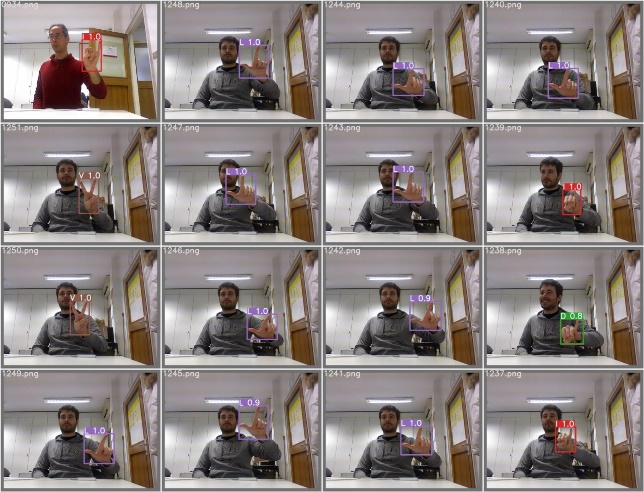 0934.png
I 1.0
1248.png
L 1.0
1244.png
L 1.0
1240.png
L 1.0
1251.png
V 1.0
1247.png
L 1.0
1243.png
L 1.0
1239.png
1.0
1250.png
V 1.0
1246.png
L 1.0
1242.png
L 0.9
1238.png
D 0.8
1249.png
L 1.0
1245.png
L 0.9
1241.png
L 1.0
1237.png
I 1.0